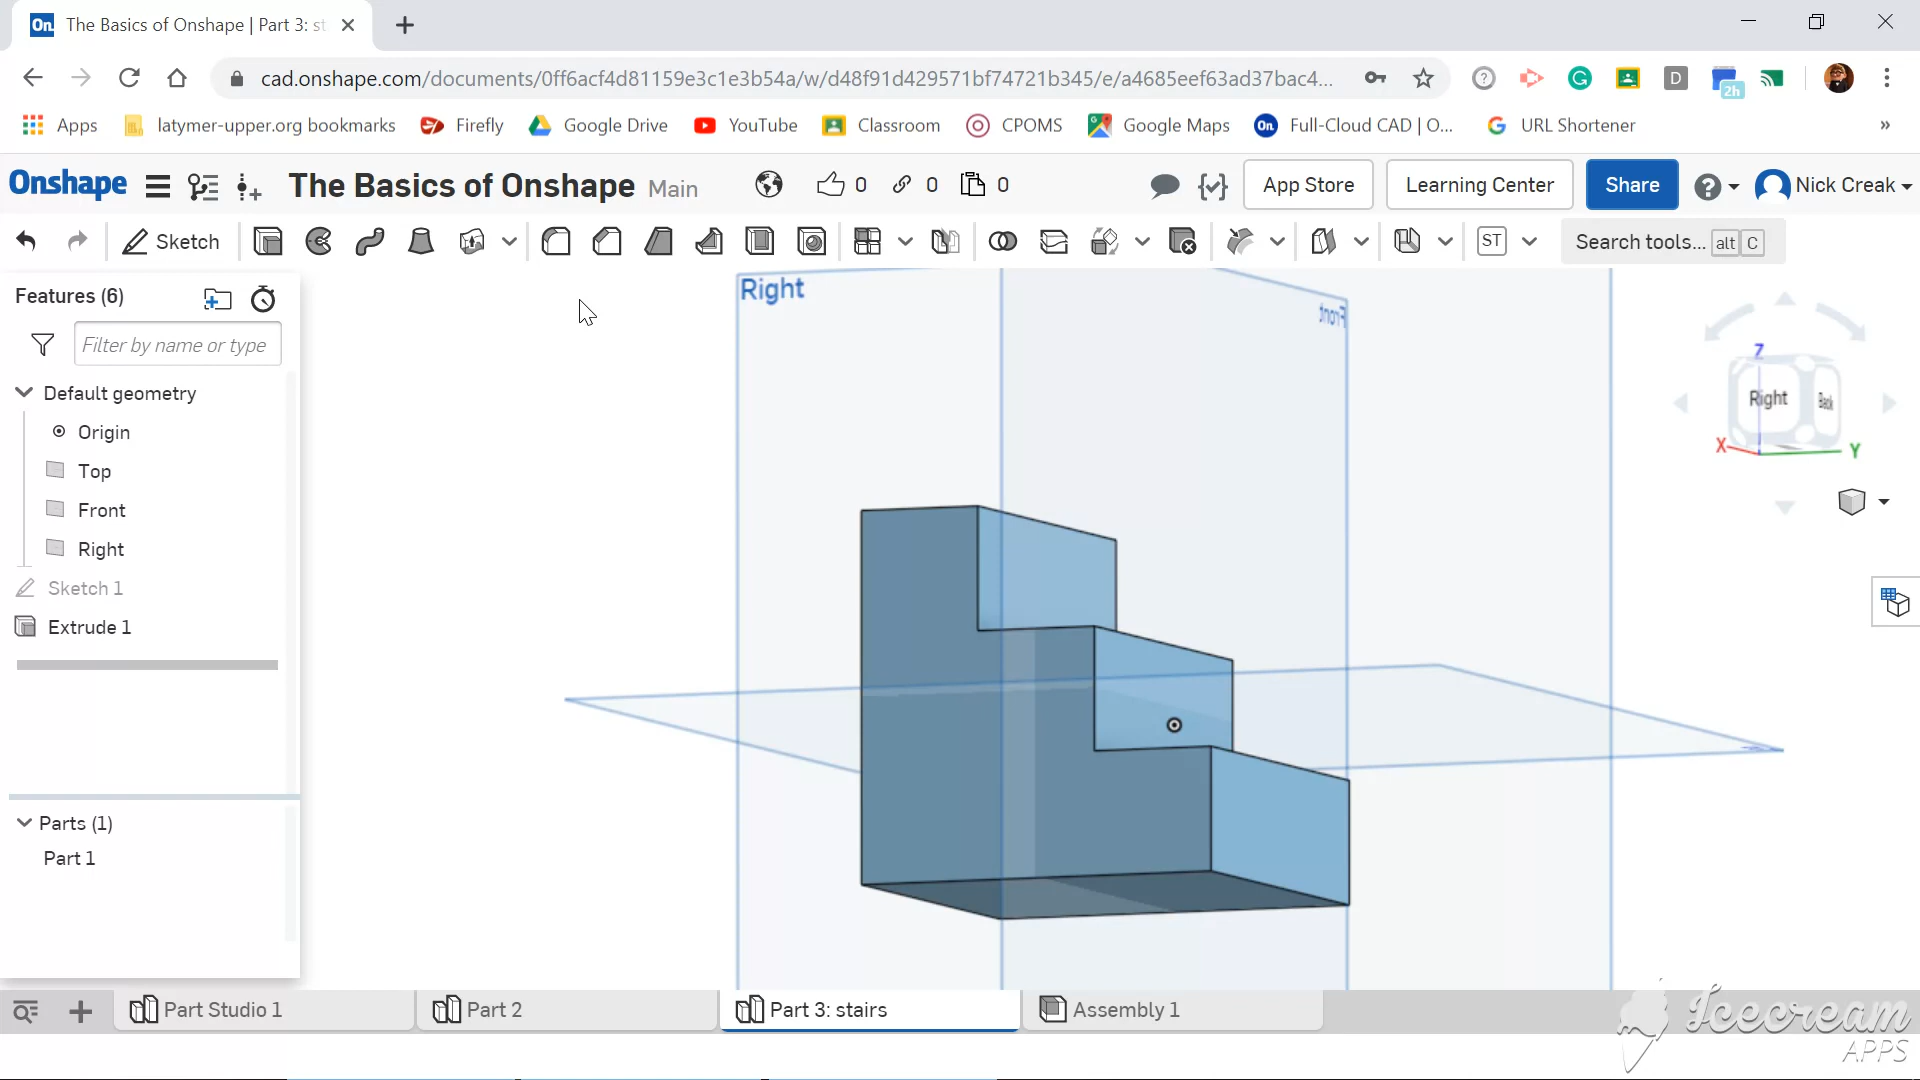 On. The Basics of Onshape | Part 3: st
cad.onshape.com/documents/0ff6acf4d81159e3c1e3b54a/w/d48f91d429571bf74721b345/e/a4685eef63ad37bac4...
D
2h
Apps latymer-upper.org bookmarks Firefly Google Drive YouTube Classroom CPOMS Google Maps On Full-Cloud CAD | O... URL Shortener »
Onshape The Basics of Onshape Main 0 0 0 App Store Learning Center Share Nick Creak
Sketch ST Search tools... alt C
Features (6)
Filter by name or type
Default geometry
Origin
Top
Front
Right
Sketch 1
Extrude 1
Parts (1)
Part 1
Right
Front
Z
Right Back
X Y
Part Studio 1 Part 2 Part 3: stairs Assembly 1
Icecream
APPS